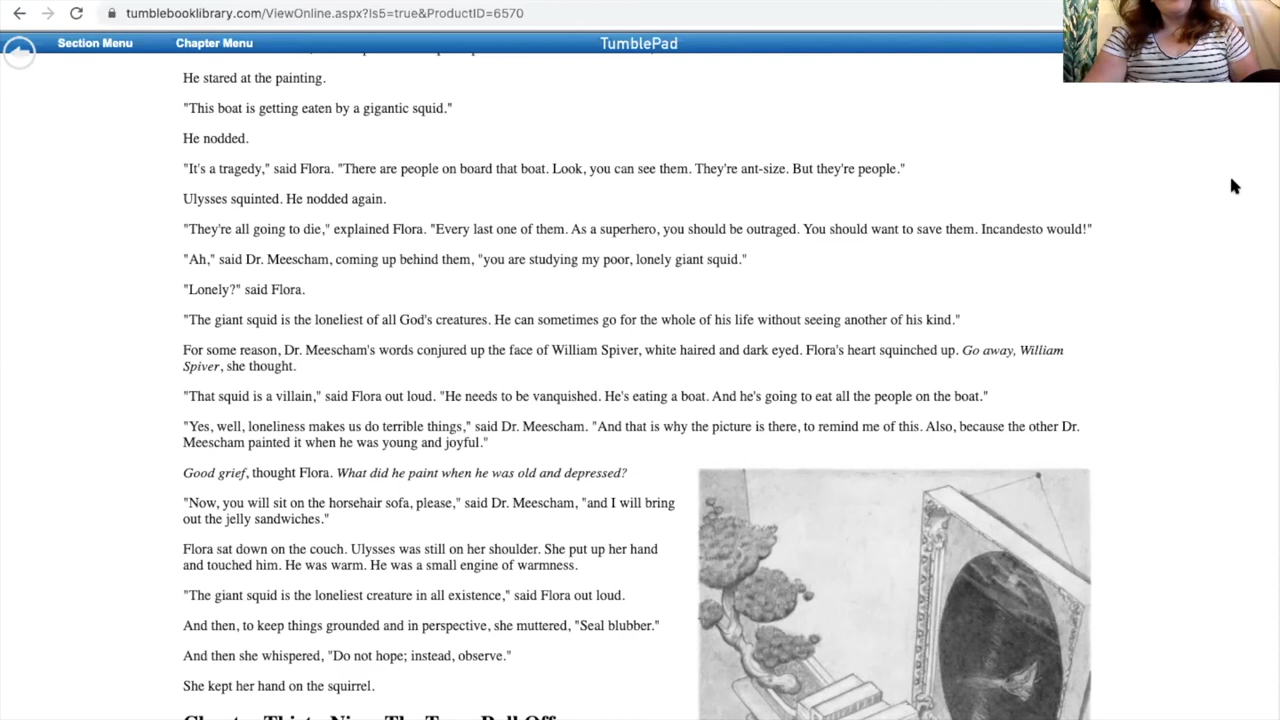 tumblebooklibrary.com/ViewOnline.aspx?ls5=true&ProductID=6570
Section Menu Chapter Menu TumblePad
He stared at the painting.
"This boat is getting eaten by a gigantic squid."
He nodded.
"It's a tragedy," said Flora. "There are people on board that boat. Look, you can see them. They're ant-size. But they're people."
Ulysses squinted. He nodded again.
"They're all going to die," explained Flora. "Every last one of them. As a superhero, you should be outraged. You should want to save them. Incandesto would!"
"Ah," said Dr. Meescham, coming up behind them, "you are studying my poor, lonely giant squid."
"Lonely?" said Flora.
"The giant squid is the loneliest of all God's creatures. He can sometimes go for the whole of his life without seeing another of his kind."
For some reason, Dr. Meescham's words conjured up the face of William Spiver, white haired and dark eyed. Flora's heart squinched up. Go away, William
Spiver, she thought.
"That squid is a villain," said Flora out loud. "He needs to be vanquished. He's eating a boat. And he's going to eat all the people on the boat."
"Yes, well, loneliness makes us do terrible things," said Dr. Meescham. "And that is why the picture is there, to remind me of this. Also, because the other Dr.
Meescham painted it when he was young and joyful."
Good grief, thought Flora. What did he paint when he was old and depressed?
"Now, you will sit on the horsehair sofa, please," said Dr. Meescham, "and I will bring
out the jelly sandwiches."
Flora sat down on the couch. Ulysses was still on her shoulder. She put up her hand
and touched him. He was warm. He was a small engine of warmness.
"The giant squid is the loneliest creature in all existence," said Flora out loud.
And then, to keep things grounded and in perspective, she muttered, "Seal blubber."
And then she whispered, "Do not hope; instead, observe."
She kept her hand on the squirrel.